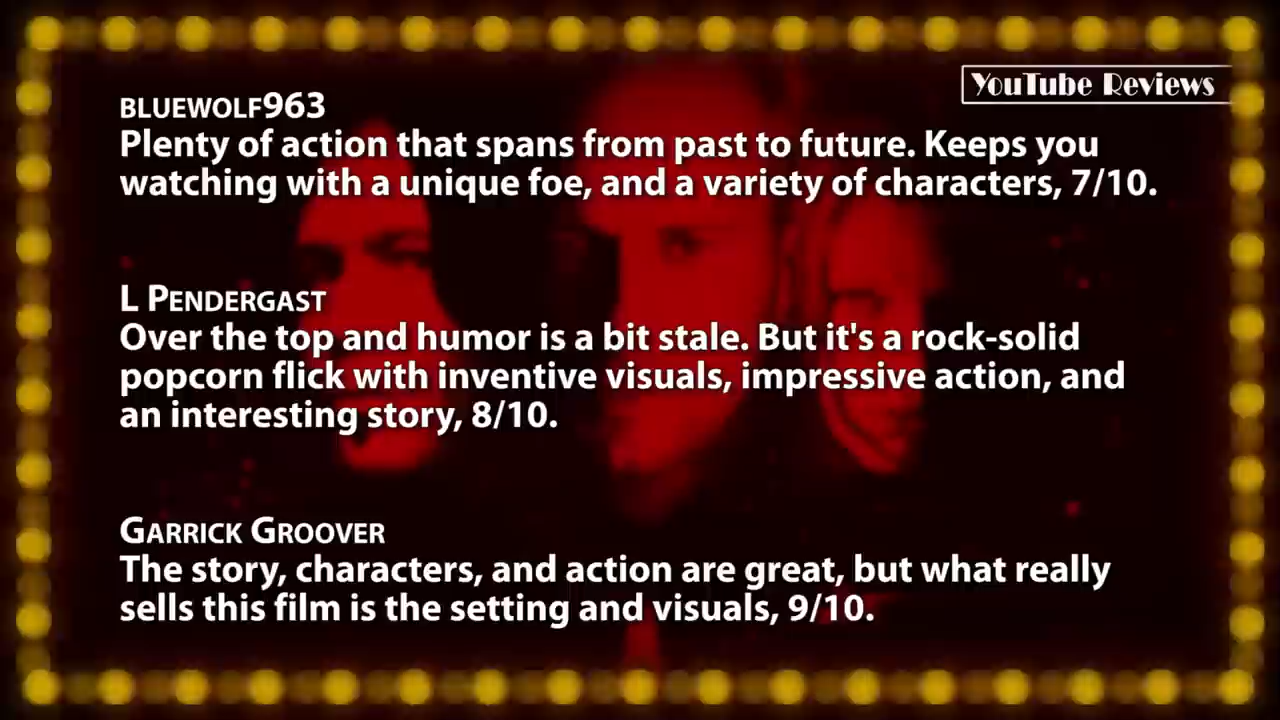 YouTube Reviews
BLUEWOLF963
Plenty of action that spans from past to future. Keeps you
watching with a unique foe, and a variety of characters, 7/10.
L PENDERGAST
Over the top and humor is a bit stale. But it's a rock-solid
popcorn flick with inventive visuals, impressive action, and
an interesting story, 8/10.
GARRICK GROOVER
The story, characters, and action are great, but what really
sells this film is the setting and visuals, 9/10.